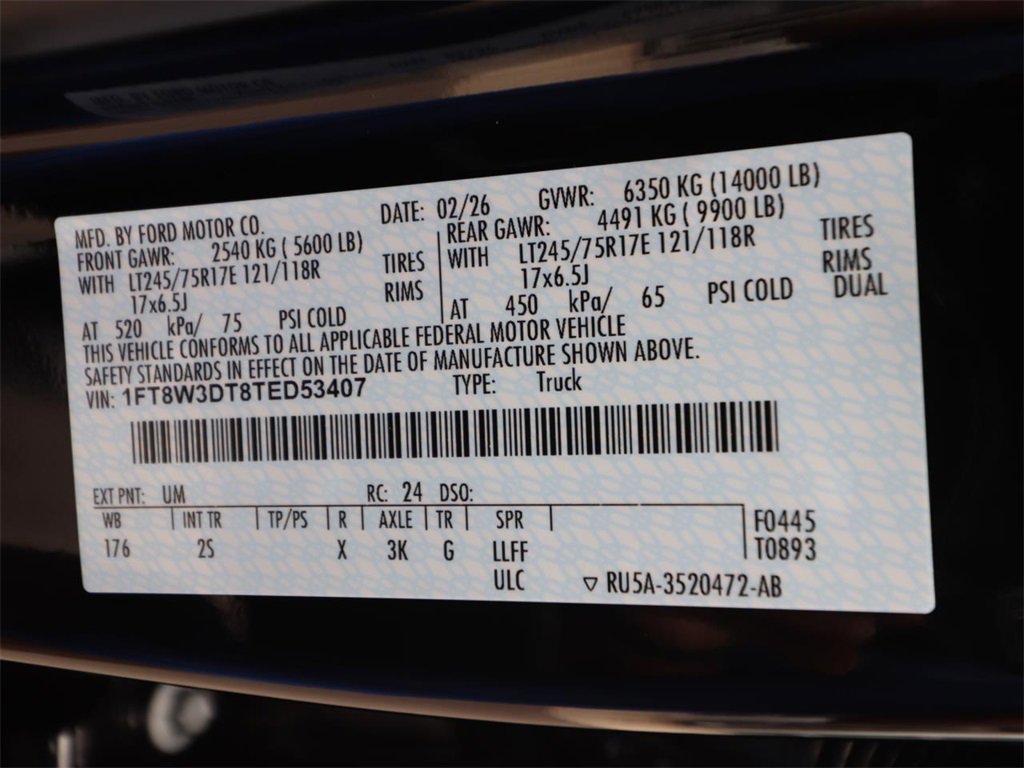 MFD. BY FORD MOTOR CO.
DATE: 02/26 GVWR: 6350 KG (14000 LB)
FRONT GAWR: 2540 KG ( 5600 LB)
REAR GAWR: 4491 KG ( 9900 LB)
WITH LT245/75R17E 121/118R TIRES
WITH LT245/75R17E 121/118R TIRES
17x6.5J RIMS
17x6.5J RIMS
AT 520 kPa/ 75 PSI COLD
AT 450 kPa/ 65 PSI COLD DUAL
THIS VEHICLE CONFORMS TO ALL APPLICABLE FEDERAL MOTOR VEHICLE
SAFETY STANDARDS IN EFFECT ON THE DATE OF MANUFACTURE SHOWN ABOVE.
VIN: 1FT8W3DT8TED53407 TYPE: Truck
EXT PNT: UM RC: 24 DSO:
WB INT TR TP/PS R AXLE TR SPR F0445
176 2S X 3K G LLFF T0893
ULC ▽ RU5A-3520472-AB